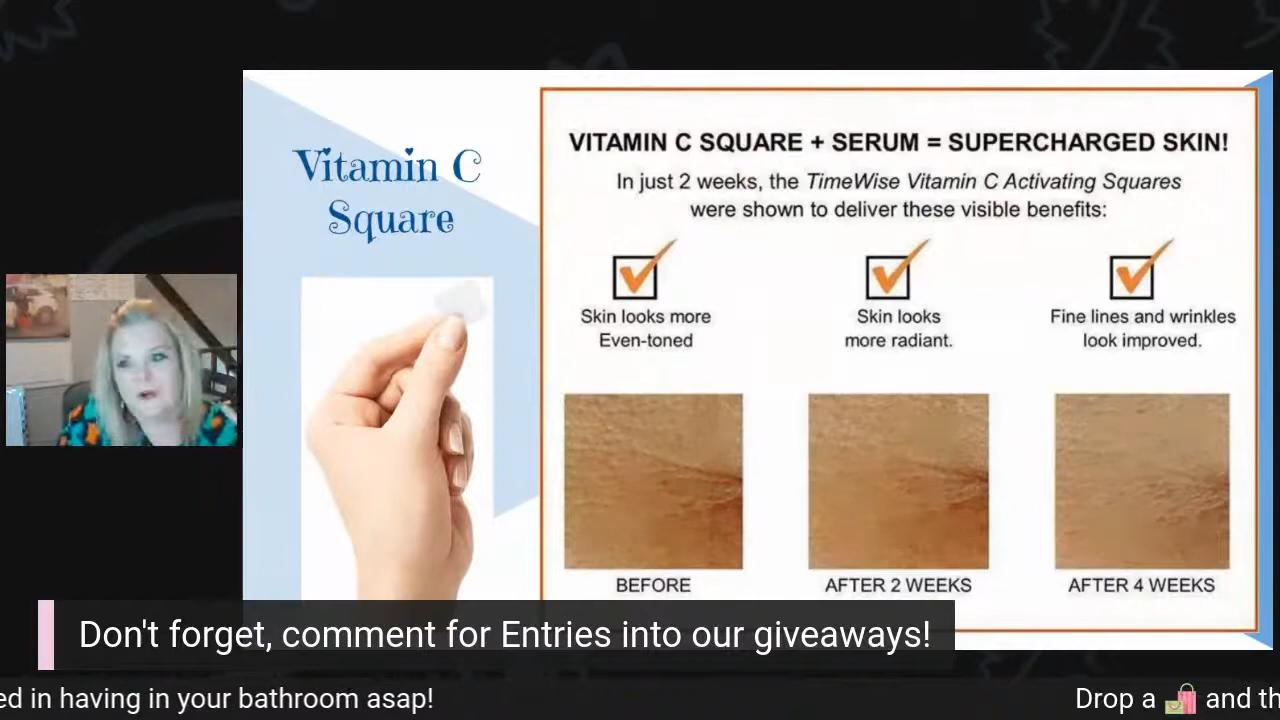 Vitamin C
Square
VITAMIN C SQUARE + SERUM = SUPERCHARGED SKIN!
In just 2 weeks, the TimeWise Vitamin C Activating Squares
were shown to deliver these visible benefits:
Skin looks more
Even-toned
Skin looks
more radiant.
Fine lines and wrinkles
look improved.
BEFORE
AFTER 2 WEEKS
AFTER 4 WEEKS
Don't forget, comment for Entries into our giveaways!
ed in having in your bathroom asap!
Drop a 🛍️ and th